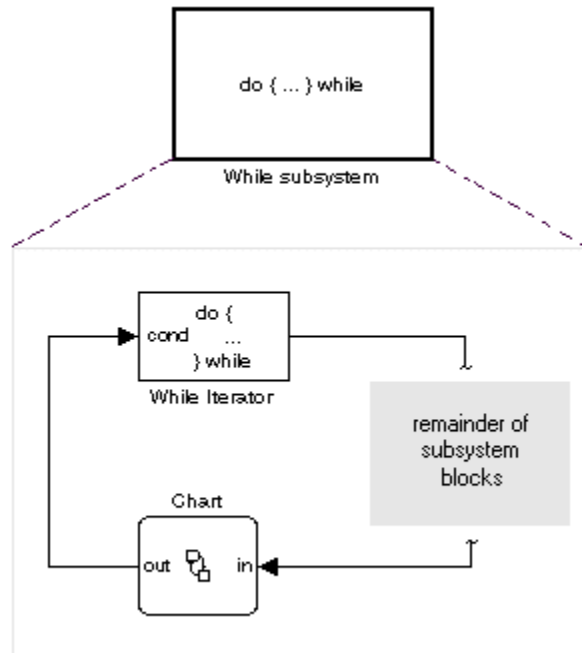 do { ... } while
While subsystem
do {
cond ...
} while
While Iterator
remainder of
subsystem
blocks
Chart
out in